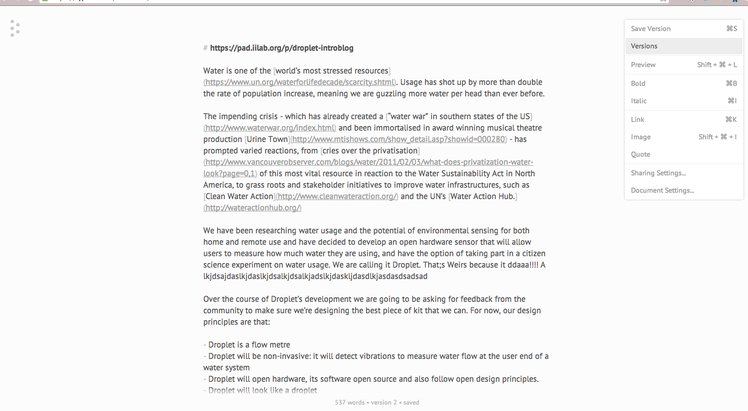 # https://pad.iilab.org/p/droplet-introblog
Water is one of the [world's most stressed resources]
(https://www.un.org/waterforlifedecade/scarcity.shtml). Usage has shot up by more than double
the rate of population increase, meaning we are guzzling more water per head than ever before.
The impending crisis - which has already created a ["water war" in southern states of the US]
(http://www.waterwar.org/index.html) and been immortalised in award winning musical theatre
production [Urine Town](http://www.mtishows.com/show_detail.asp?showid=000280) - has
prompted varied reactions, from [cries over the privatisation]
(http://www.vancouverobserver.com/blogs/water/2011/02/03/what-does-privatization-water-
look?page=0,1) of this most vital resource in reaction to the Water Sustainability Act in North
America, to grass roots and stakeholder initiatives to improve water infrastructures, such as
[Clean Water Action](http://www.cleanwateraction.org/) and the UN's [Water Action Hub.]
(http://wateractionhub.org/)
We have been researching water usage and the potential of environmental sensing for both
home and remote use and have decided to develop an open hardware sensor that will allow
users to measure how much water they are using, and have the option of taking part in a citizen
science experiment on water usage. We are calling it Droplet. That;s Weirs because it ddaaa!!!! A
lkjdsajdaslkjdaslkjdsalkjdsalkjadslkjdaskljdasdlkjasdasdsadsad
Over the course of Droplet's development we are going to be asking for feedback from the
community to make sure we're designing the best piece of kit that we can. For now, our design
principles are that:
- Droplet is a flow metre
- Droplet will be non-invasive: it will detect vibrations to measure water flow at the user end of a
water system
- Droplet will open hardware, its software open source and also follow open design principles.
- Droplet will look like a droplet
537 words • version 2 • saved
Save Version ⌘S
Versions
Preview Shift + ⌘ + L
Bold ⌘B
Italic ⌘I
Link ⌘K
Image Shift + ⌘ + I
Quote
Sharing Settings...
Document Settings...